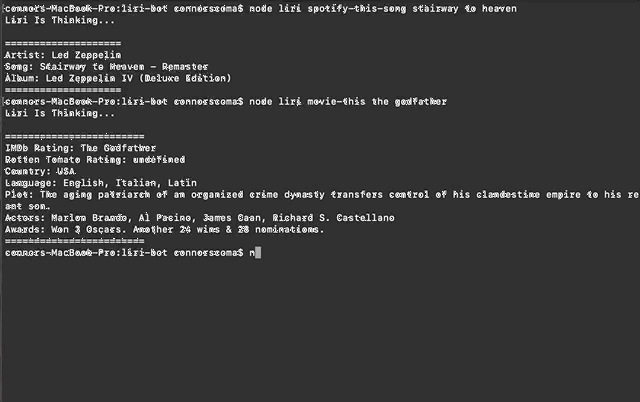 connors-MacBook-Pro:liri-bot connorscoma$ node liri spotify-this-song stairway to heaven
Liri Is Thinking...
====================
Artist: Led Zeppelin
Song: Stairway to Heaven - Remaster
Album: Led Zeppelin IV (Deluxe Edition)
====================
connors-MacBook-Pro:liri-bot connorscoma$ node liri movie-this the godfather
Liri Is Thinking...
========================
IMDb Rating: The Godfather
Rotten Tomato Rating: undefined
Country: USA
Language: English, Italian, Latin
Plot: The aging patriarch of an organized crime dynasty transfers control of his clandestine empire to his re
ant son.
Actors: Marlon Brando, Al Pacino, James Caan, Richard S. Castellano
Awards: Won 3 Oscars. Another 24 wins & 28 nominations.
========================
connors-MacBook-Pro:liri-bot connorscoma$ n